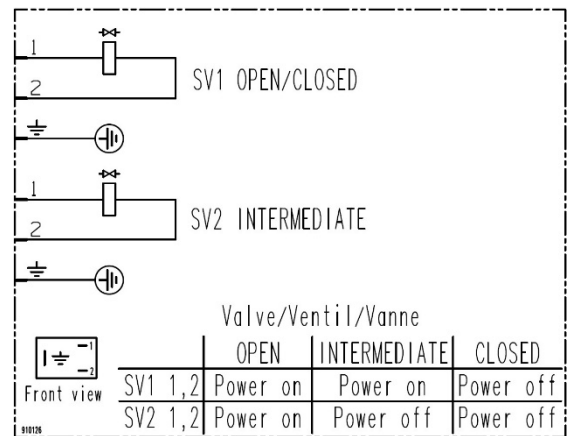 1
2
SV1 OPEN/CLOSED
1
2
SV2 INTERMEDIATE
Valve/Ventil/Vanne
OPEN INTERMEDIATE CLOSED
SV1 1,2 Power on Power on Power off
SV2 1,2 Power on Power off Power off
1
2
Front view
910126